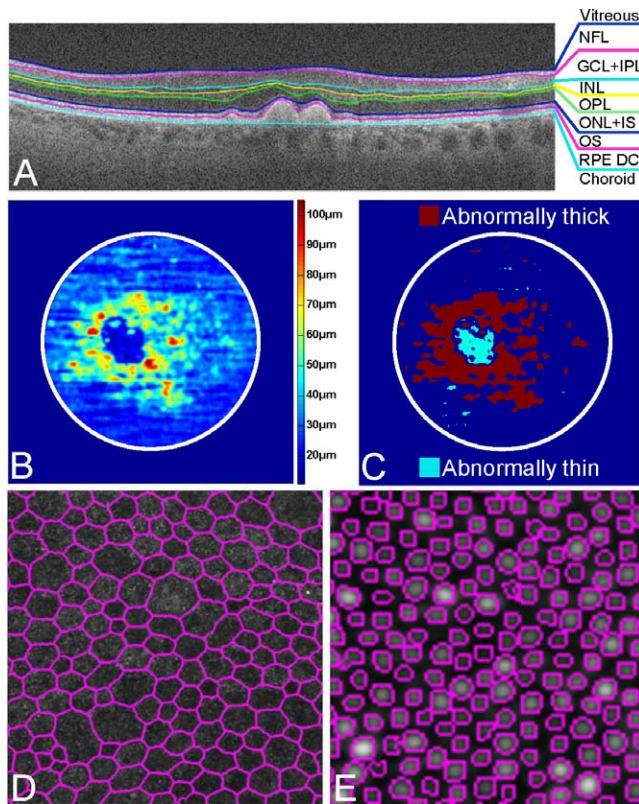 Vitreous
NFL
GCL+IPL
INL
OPL
ONL+IS
OS
RPE DC
Choroid
A
100µm
90µm
80µm
70µm
60µm
50µm
40µm
30µm
20µm
B
Abnormally thick
Abnormally thin
C
D
E